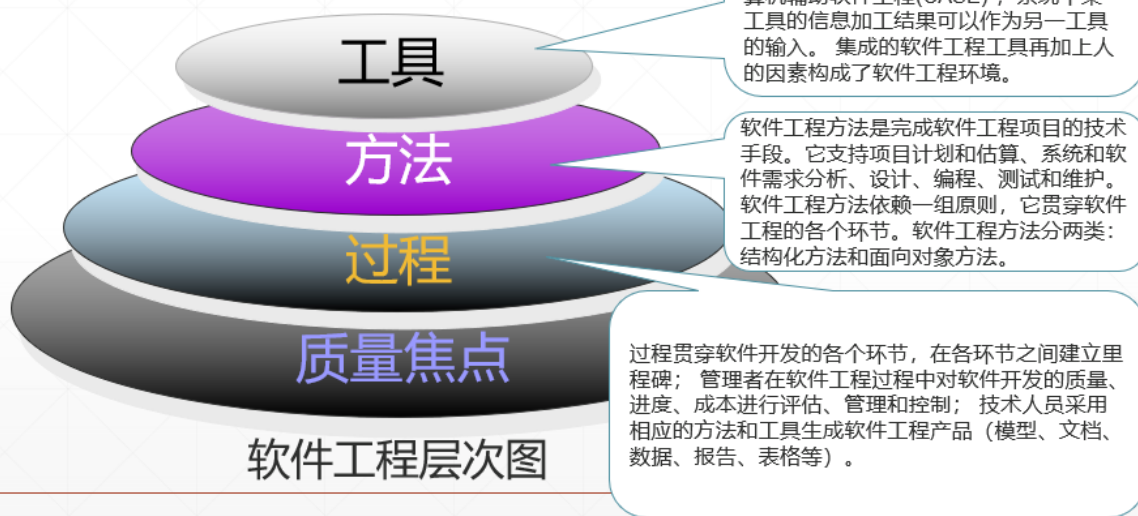 工具
方法
过程
质量焦点
软件工程层次图
工具的信息加工结果可以作为另一工具
的输入。 集成的软件工程工具再加上人
的因素构成了软件工程环境。
软件工程方法是完成软件工程项目的技术
手段。它支持项目计划和估算、系统和软
件需求分析、设计、编程、测试和维护。
软件工程方法依赖一组原则，它贯穿软件
工程的各个环节。软件工程方法分两类：
结构化方法和面向对象方法。
过程贯穿软件开发的各个环节，在各环节之间建立里
程碑； 管理者在软件工程过程中对软件开发的质量、
进度、成本进行评估、管理和控制； 技术人员采用
相应的方法和工具生成软件工程产品（模型、文档、
数据、报告、表格等）。